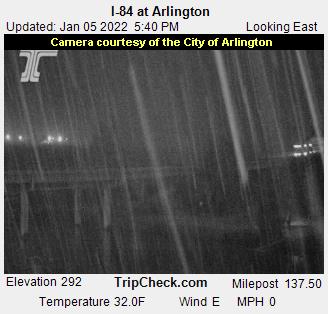 I-84 at Arlington
Updated: Jan 05 2022 5:40 PM Looking East
Camera courtesy of the City of Arlington
Elevation 292 TripCheck.com Milepost 137.50
Temperature 32.0F Wind E MPH 0